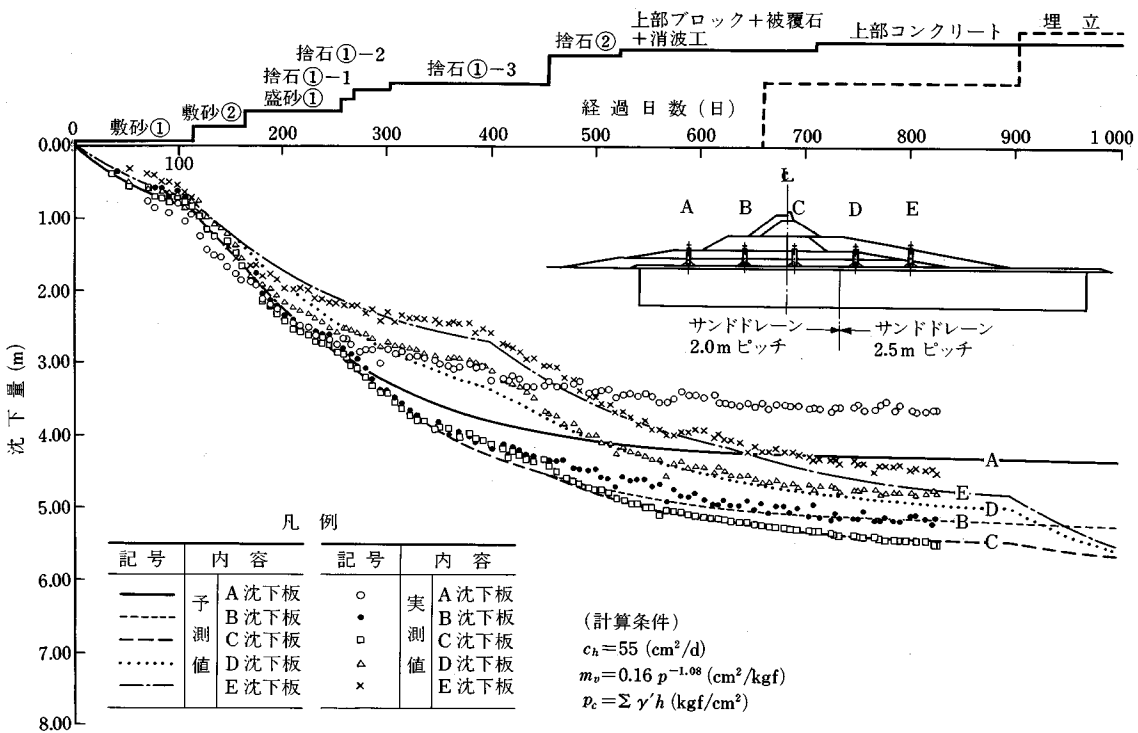 上部ブロック+被覆石
+消波工
埋 立
捨石②
上部コンクリート
捨石①-2
捨石①-1
捨石①-3
盛砂①
敷砂②
敷砂①
経 過 日 数 (日)
0 100 200 300 400 500 600 700 800 900 1 000
0.00
1.00
2.00
3.00
4.00
5.00
6.00
7.00
8.00
沈 下 量 (m)
℄
A B C D E
サンドドレーン
2.0 m ピッチ
サンドドレーン
2.5 m ピッチ
A
E
D
B
C
凡 例
記 号 内 容 記 号 内 容
予測値
A 沈下板
B 沈下板
C 沈下板
D 沈下板
E 沈下板
実測値
○ A 沈下板
● B 沈下板
□ C 沈下板
△ D 沈下板
× E 沈下板
(計算条件)
c_h=55 (cm²/d)
m_v=0.16 p^-1.08 (cm²/kgf)
p_c=Σ γ′h (kgf/cm²)